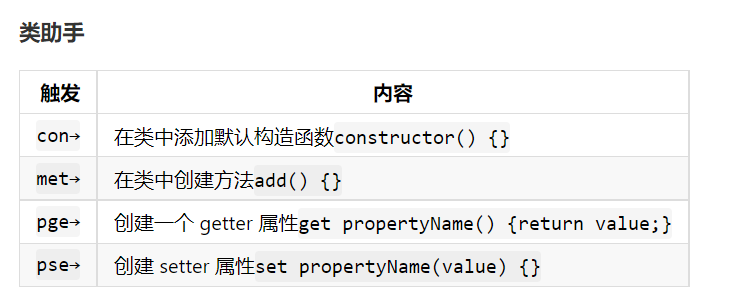 类助手
触发 内容
con→ 在类中添加默认构造函数constructor() {}
met→ 在类中创建方法add() {}
pge→ 创建一个 getter 属性get propertyName() {return value;}
pse→ 创建 setter 属性set propertyName(value) {}